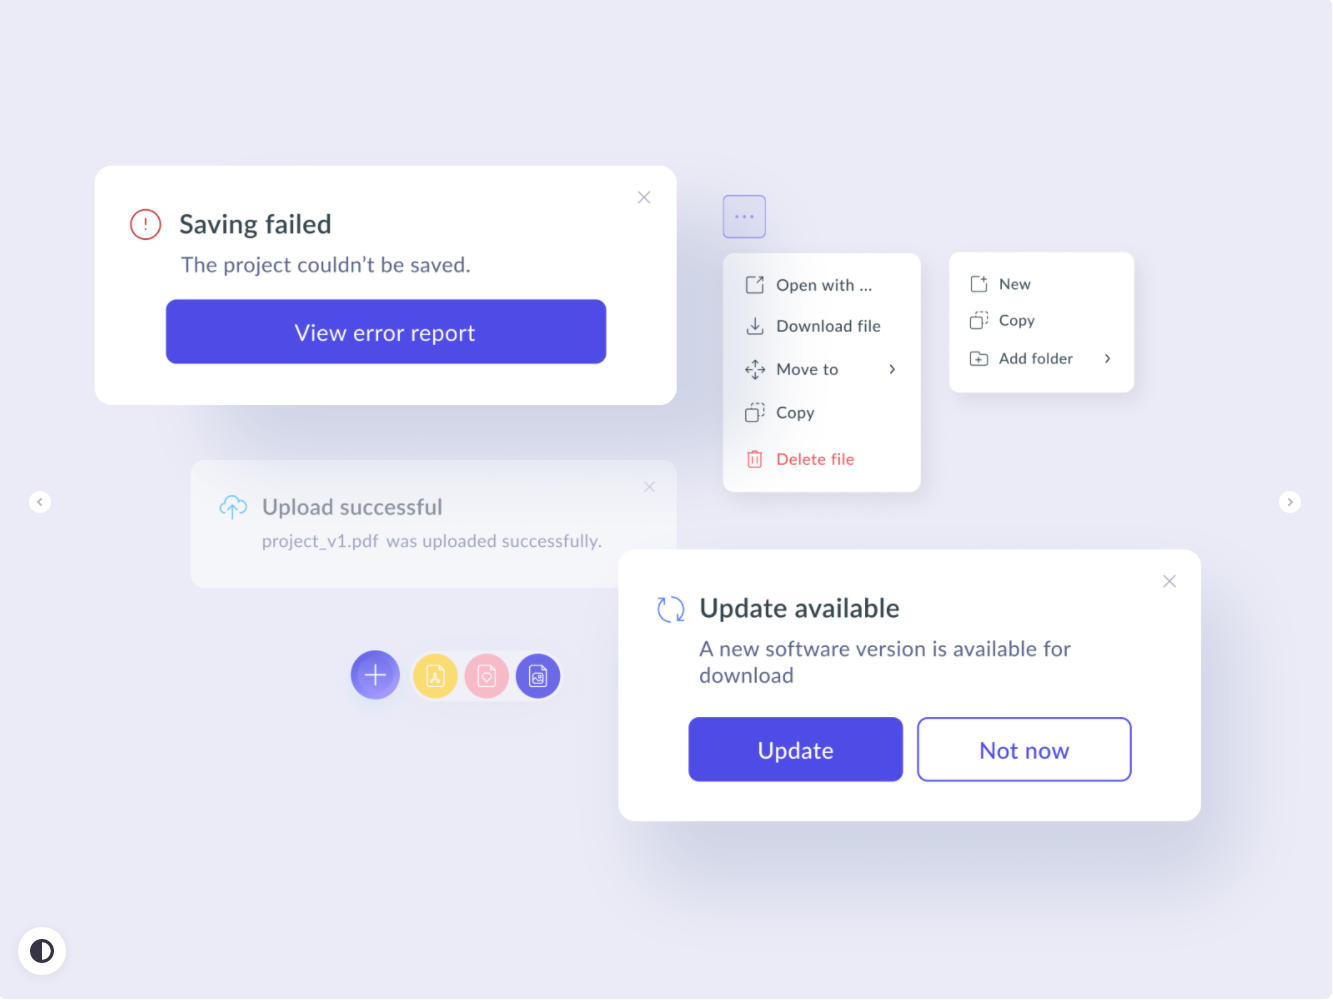 Saving failed
The project couldn’t be saved.
View error report
Open with ...
Download file
Move to
Copy
Delete file
New
Copy
Add folder
Upload successful
project_v1.pdf was uploaded successfully.
Update available
A new software version is available for
download
Update
Not now